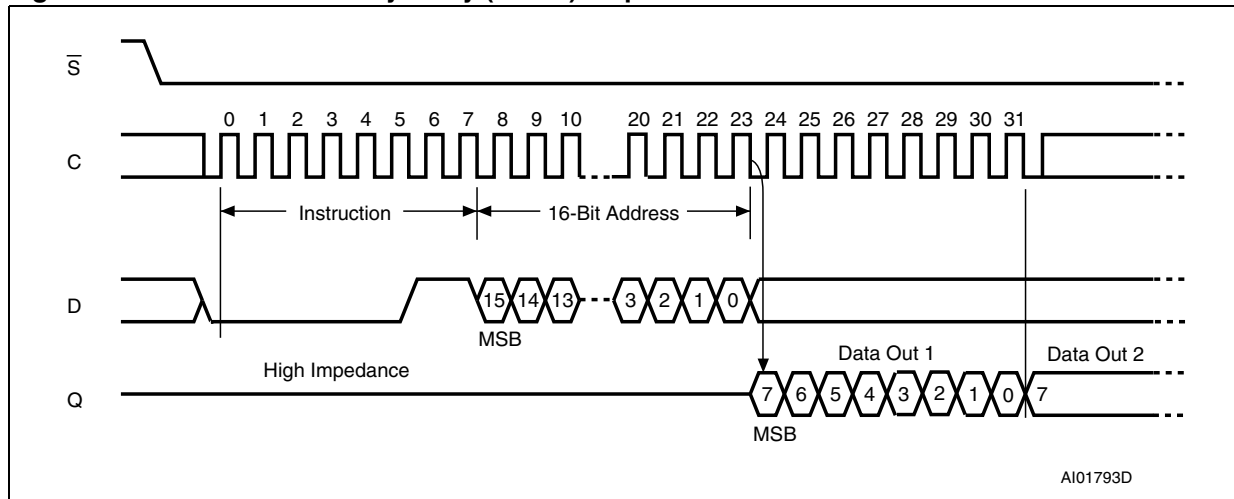 S̅
0 1 2 3 4 5 6 7 8 9 10 20 21 22 23 24 25 26 27 28 29 30 31
C
Instruction 16-Bit Address
D
15 14 13 3 2 1 0
MSB
High Impedance
Data Out 1 Data Out 2
Q
7 6 5 4 3 2 1 0 7
MSB
AI01793D